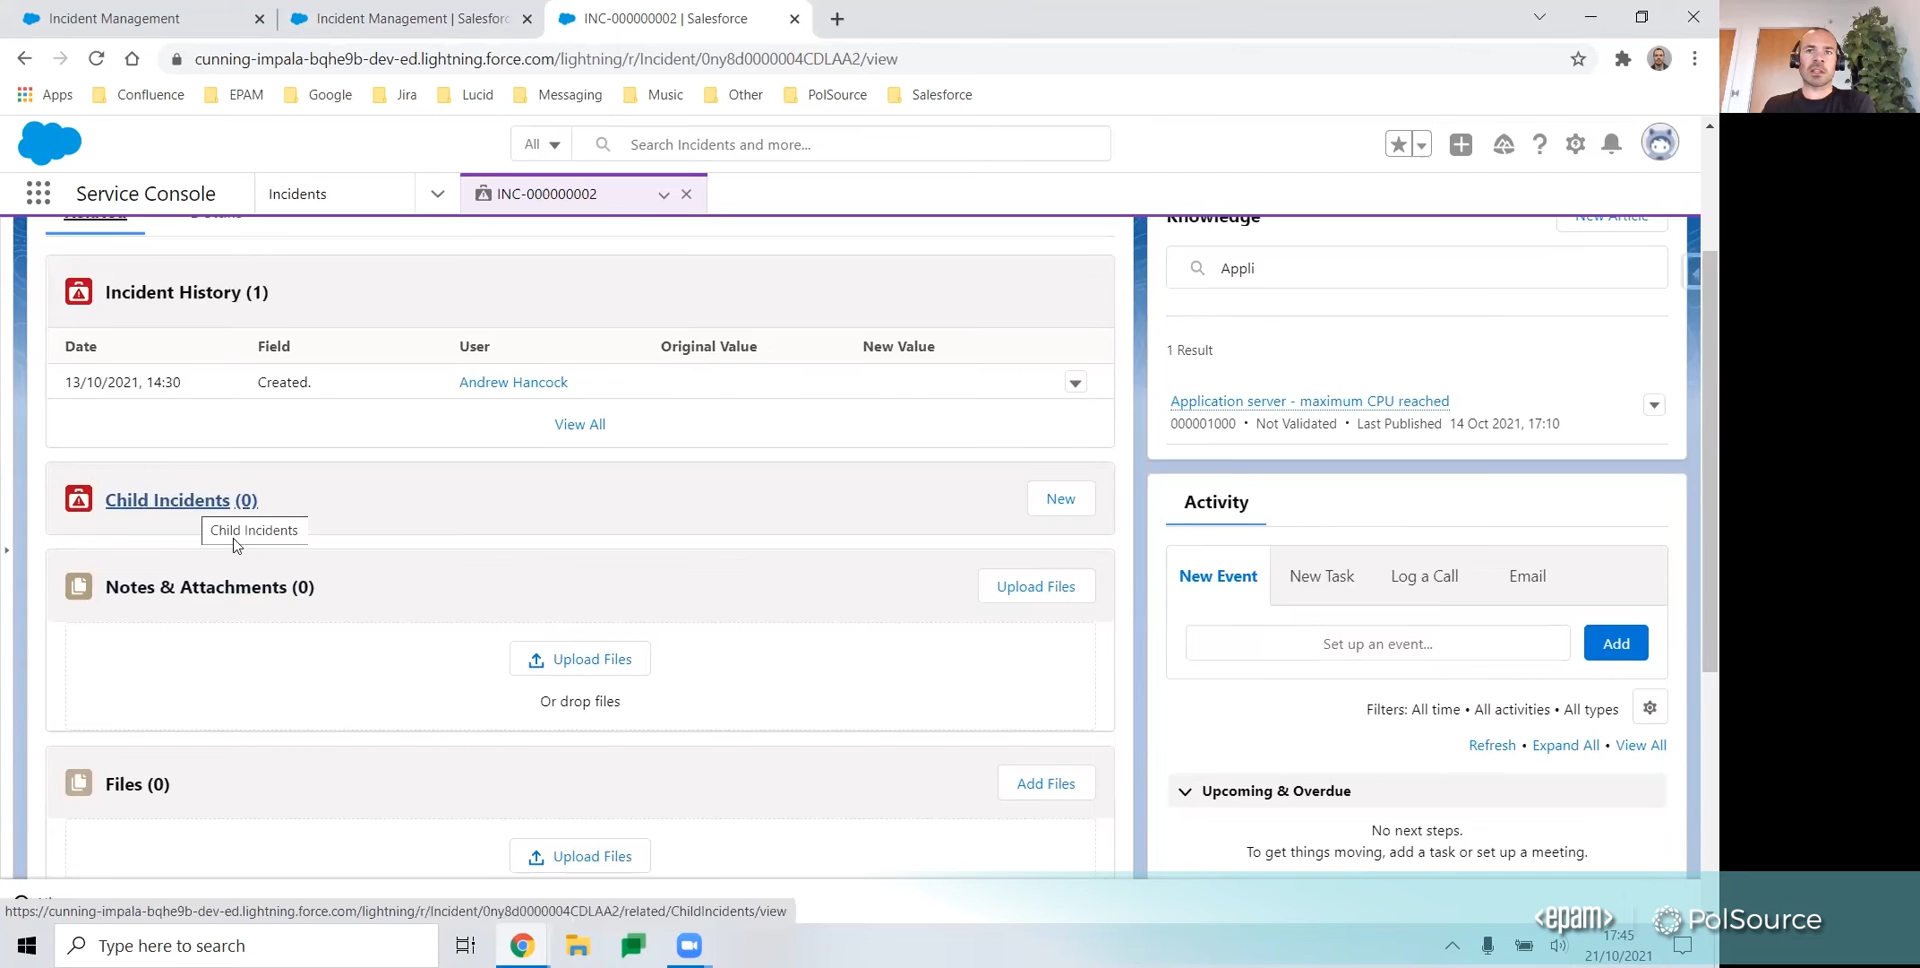 Incident Management
Incident Management | Salesforc
INC-000000002 | Salesforce
cunning-impala-bqhe9b-dev-ed.lightning.force.com/lightning/r/Incident/0ny8d0000004CDLAA2/view
Apps
Confluence
EPAM
Google
Jira
Lucid
Messaging
Music
Other
PolSource
Salesforce
All
Search Incidents and more...
Service Console
Incidents
INC-000000002
Related
Details
Knowledge
New Article
Incident History (1)
Date Field User Original Value New Value
13/10/2021, 14:30 Created. Andrew Hancock
View All
Child Incidents (0)
New
Child Incidents
Notes & Attachments (0)
Upload Files
Upload Files
Or drop files
Files (0)
Add Files
Upload Files
Appli
1 Result
Application server - maximum CPU reached
000001000 • Not Validated • Last Published 14 Oct 2021, 17:10
Activity
New Event
New Task
Log a Call
Email
Set up an event...
Add
Filters: All time • All activities • All types
Refresh • Expand All • View All
Upcoming & Overdue
No next steps.
To get things moving, add a task or set up a meeting.
https://cunning-impala-bqhe9b-dev-ed.lightning.force.com/lightning/r/Incident/0ny8d0000004CDLAA2/related/ChildIncidents/view
<epam> | PolSource
Type here to search
17:45
21/10/2021